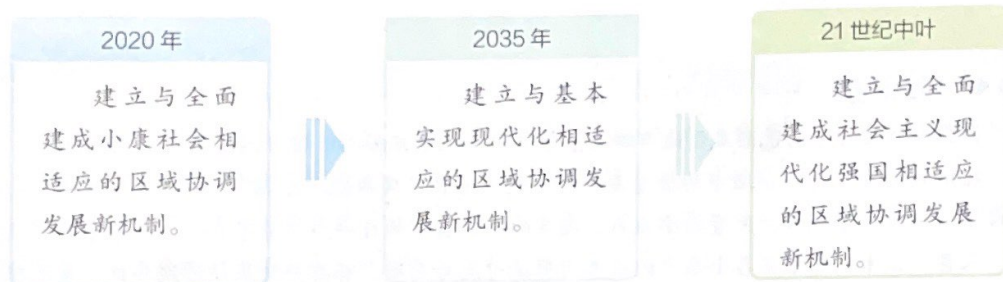 2020年
建立与全面
建成小康社会相
适应的区域协调
发展新机制。
2035年
建立与基本
实现现代化相适
应的区域协调发
展新机制。
21世纪中叶
建立与全面
建成社会主义现
代化强国相适应
的区域协调发展
新机制。